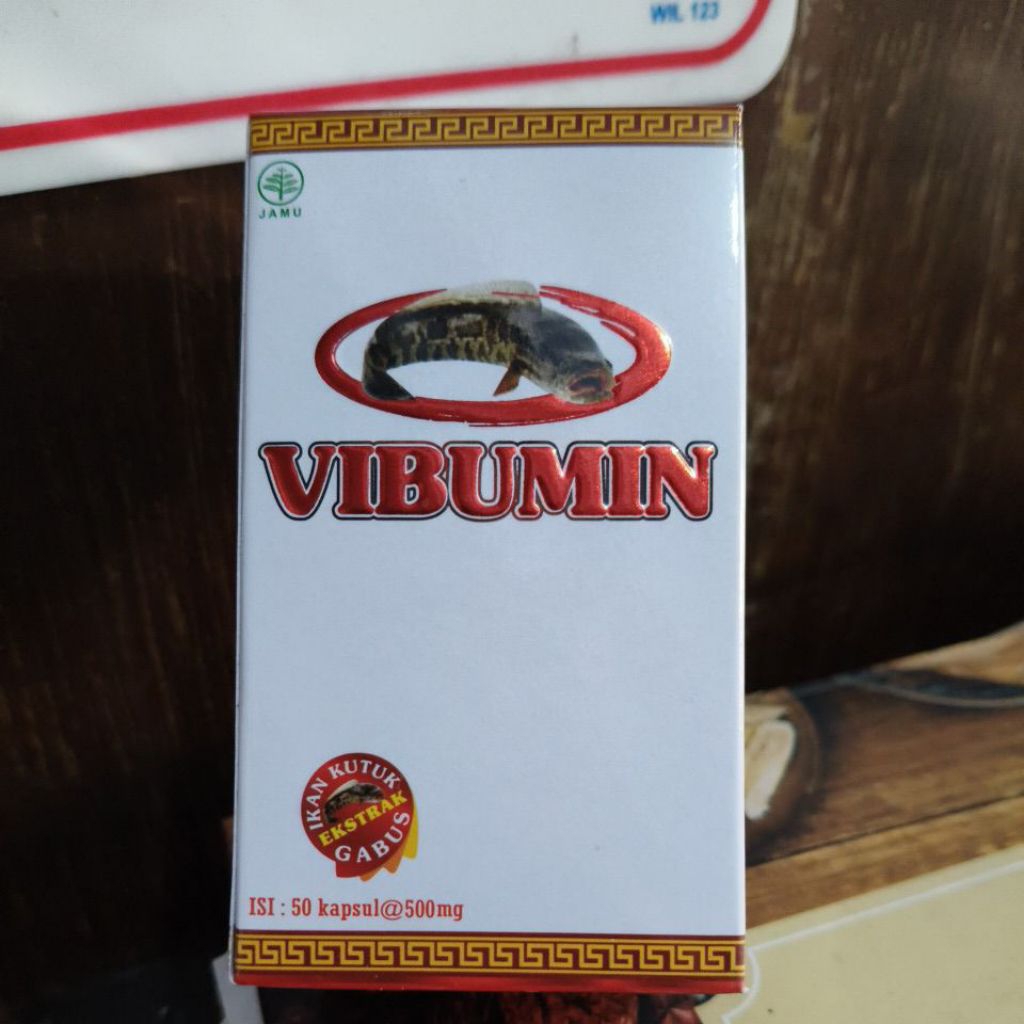 WIL 123
JAMU
VIBUMIN
IKAN KUTUK
EKSTRAK
GABUS
ISI : 50 kapsul@500mg